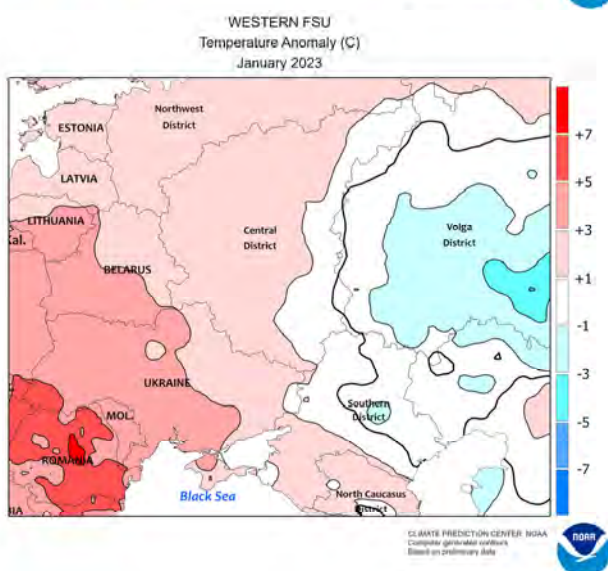 WESTERN FSU
Temperature Anomaly (C)
January 2023
ESTONIA
Northwest
District
LATVIA
LITHUANIA
Kal.
BELARUS
Central
District
Volga
District
UKRAINE
MOL.
Southern
District
ROMANIA
Black Sea
North Caucasus
District
IA
+7
+5
+3
+1
-1
-3
-5
-7
CLIMATE PREDICTION CENTER, NOAA
Computer generated contours
Based on preliminary data
NOAA